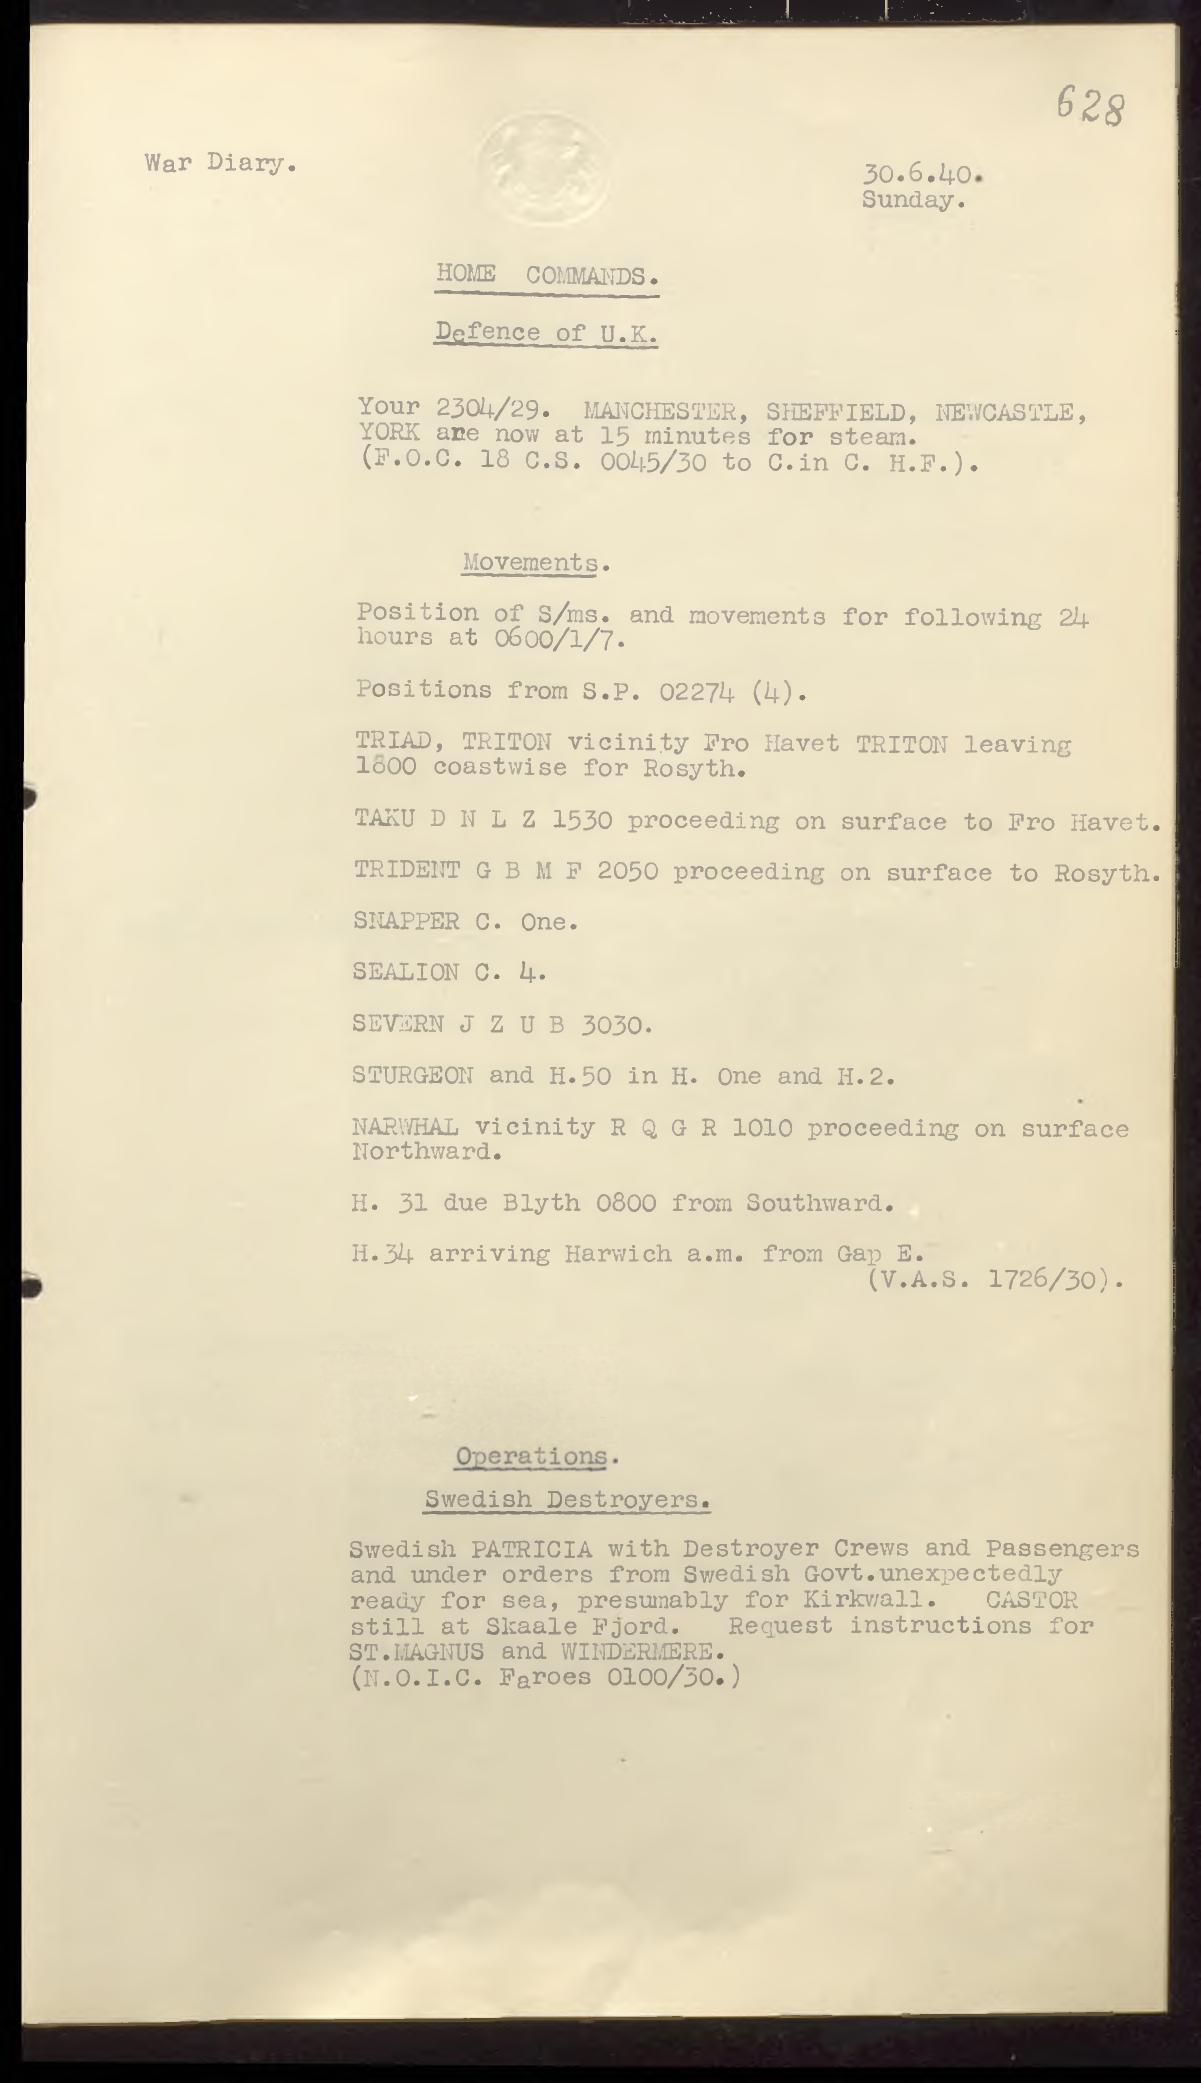 628
War Diary.
30.6.40.
Sunday.
HOME COMMANDS.
Defence of U.K.
Your 2304/29. MANCHESTER, SHEFFIELD, NEWCASTLE,
YORK are now at 15 minutes for steam.
(F.O.C. 18 C.S. 0045/30 to C.in C. H.F.).
Movements.
Position of S/ms. and movements for following 24
hours at 0600/1/7.
Positions from S.P. 02274 (4).
TRIAD, TRITON vicinity Fro Havet TRITON leaving
1800 coastwise for Rosyth.
TAKU D N L Z 1530 proceeding on surface to Fro Havet.
TRIDENT G B M F 2050 proceeding on surface to Rosyth.
SNAPPER C. One.
SEALION C. 4.
SEVERN J Z U B 3030.
STURGEON and H.50 in H. One and H.2.
NARWHAL vicinity R Q G R 1010 proceeding on surface
Northward.
H. 31 due Blyth 0800 from Southward.
H.34 arriving Harwich a.m. from Gap E.
(V.A.S. 1726/30).
Operations.
Swedish Destroyers.
Swedish PATRICIA with Destroyer Crews and Passengers
and under orders from Swedish Govt.unexpectedly
ready for sea, presumably for Kirkwall. CASTOR
still at Skaale Fjord. Request instructions for
ST.MAGNUS and WINDERMERE.
(N.O.I.C. Faroes 0100/30.)